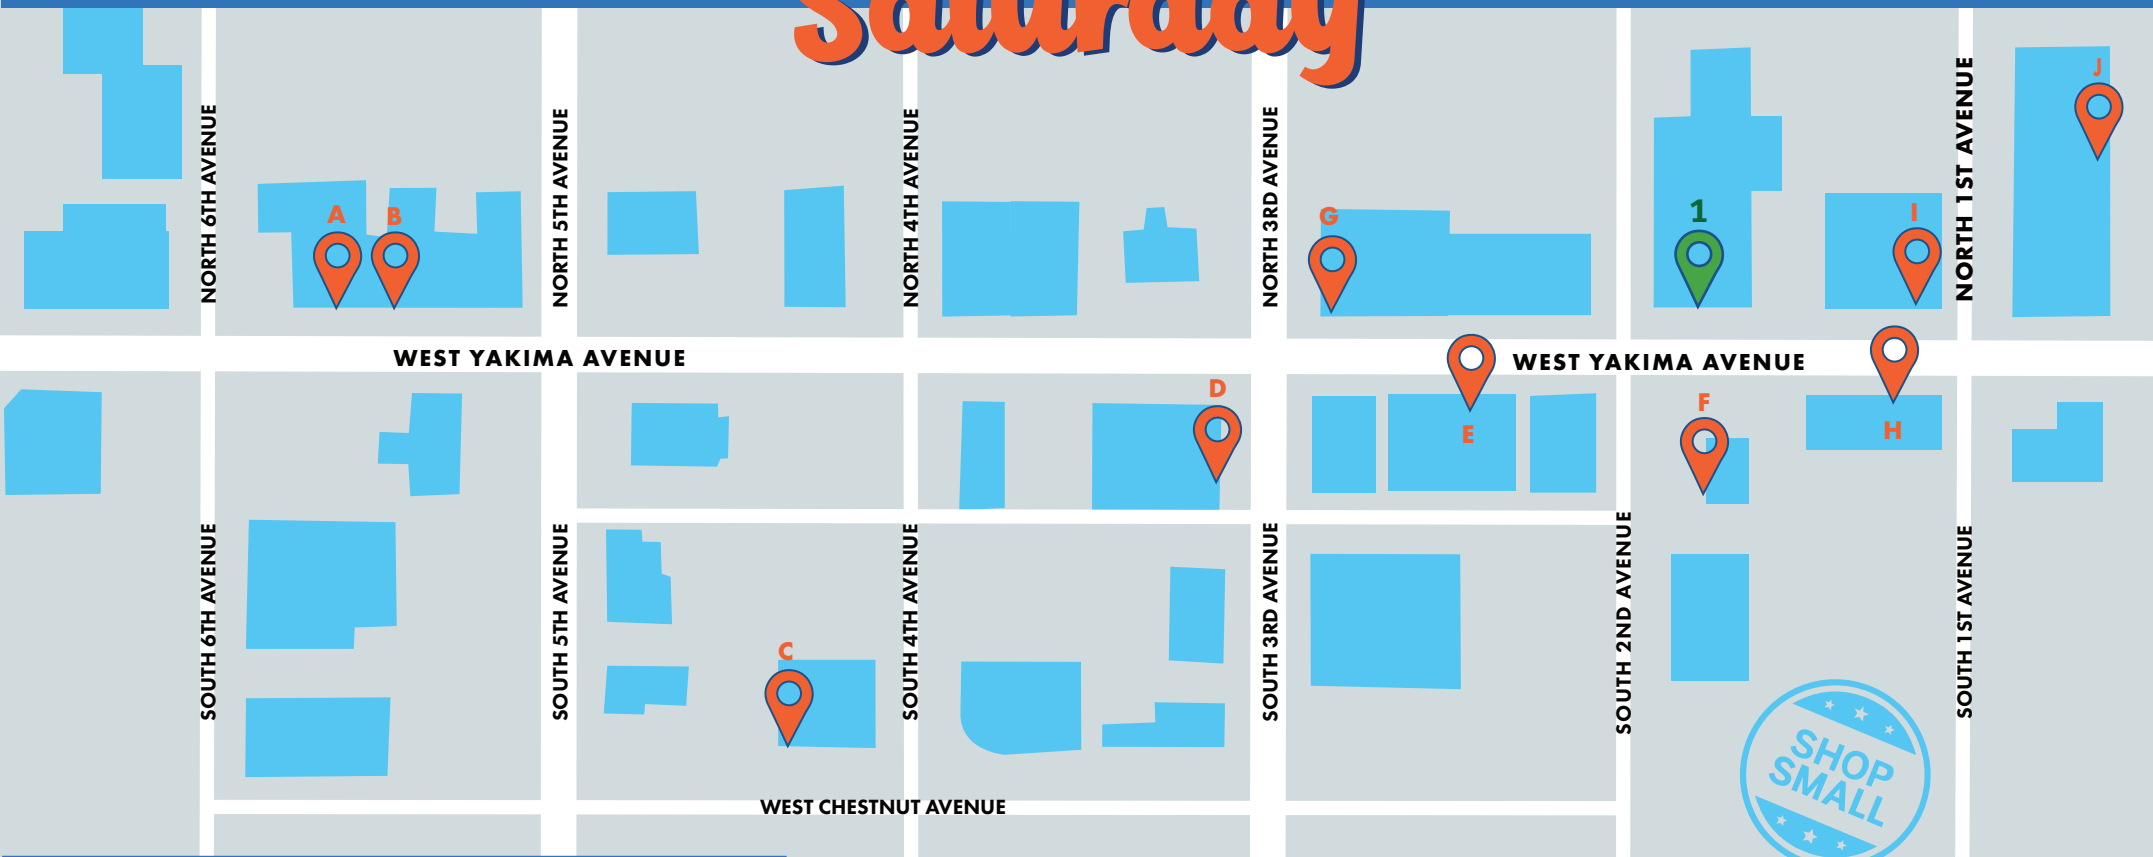 Saturday
NORTH 6TH AVENUE
NORTH 5TH AVENUE
NORTH 4TH AVENUE
NORTH 3RD AVENUE
NORTH 1ST AVENUE
J
A
B
G
1
I
WEST YAKIMA AVENUE
WEST YAKIMA AVENUE
D
F
E
H
SOUTH 6TH AVENUE
SOUTH 5TH AVENUE
SOUTH 4TH AVENUE
SOUTH 3RD AVENUE
SOUTH 2ND AVENUE
SOUTH 1ST AVENUE
C
SHOP
SMALL
WEST CHESTNUT AVENUE